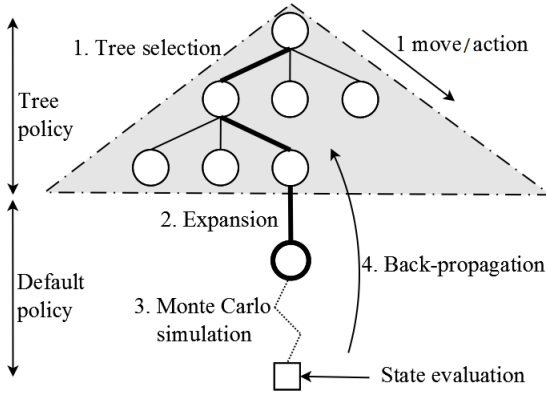 1. Tree selection
1 move/action
Tree
policy
2. Expansion
4. Back-propagation
Default
policy
3. Monte Carlo
simulation
State evaluation